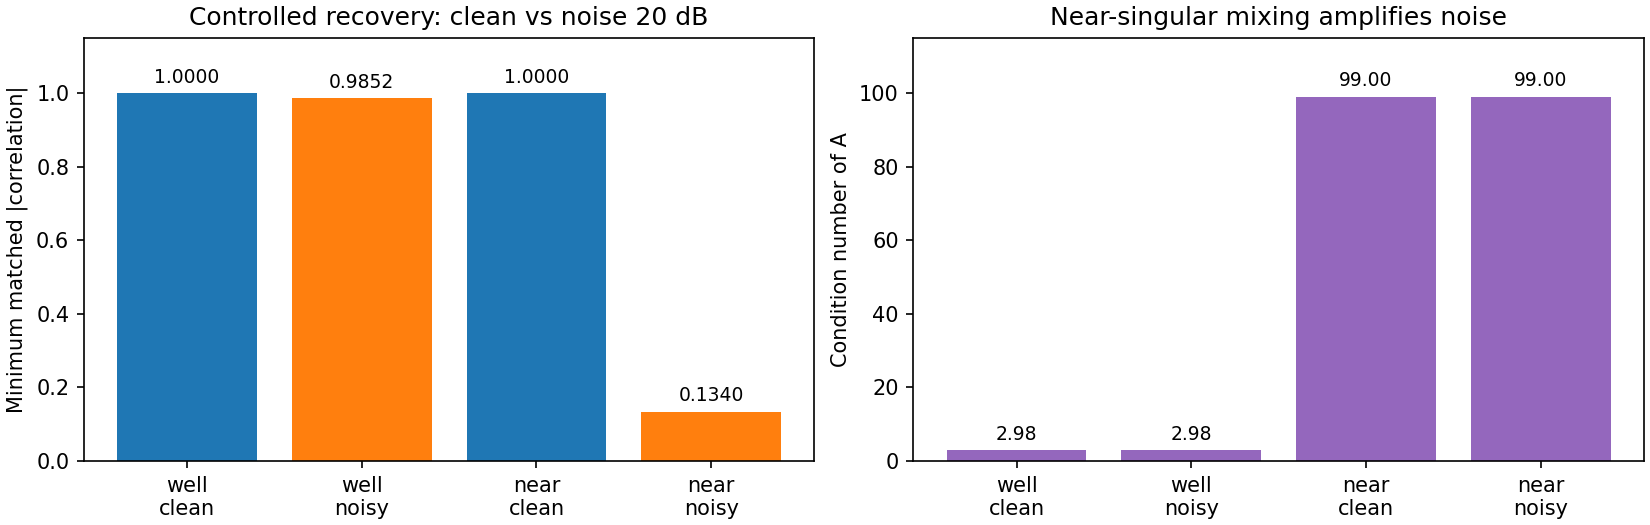 Controlled recovery: clean vs noise 20 dB
Minimum matched |correlation|
1.0
0.8
0.6
0.4
0.2
0.0
1.0000
0.9852
1.0000
0.1340
well
clean
well
noisy
near
clean
near
noisy
Near-singular mixing amplifies noise
Condition number of A
100
80
60
40
20
0
2.98
2.98
99.00
99.00
well
clean
well
noisy
near
clean
near
noisy